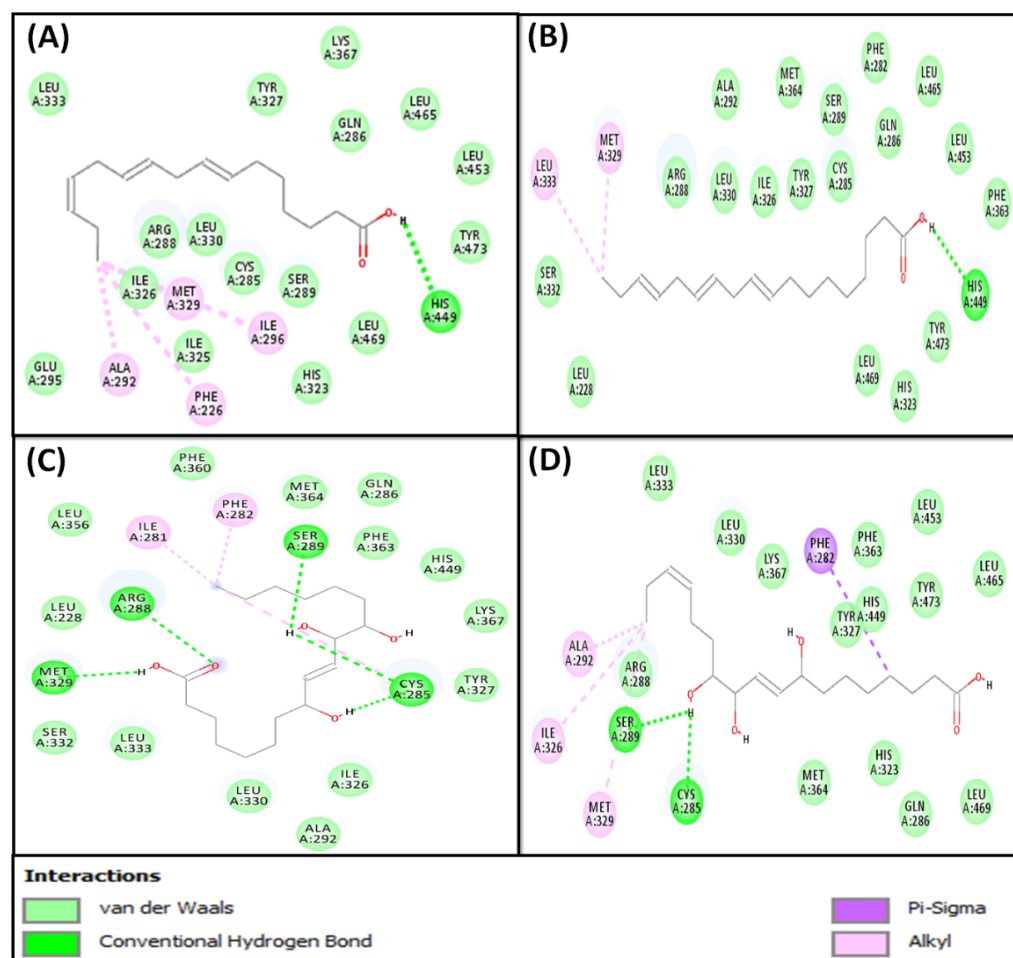 (A)
LYS
A:367
LEU
A:333
TYR
A:327
LEU
A:465
GLN
A:286
LEU
A:453
ARG
A:288
LEU
A:330
TYR
A:473
CYS
A:285
SER
A:289
ILE
A:326
MET
A:329
HIS
A:449
ILE
A:296
LEU
A:469
ILE
A:325
GLU
A:295
ALA
A:292
HIS
A:323
PHE
A:226
O
H
O
(B)
PHE
A:282
MET
A:364
LEU
A:465
ALA
A:292
SER
A:289
GLN
A:286
MET
A:329
LEU
A:453
LEU
A:333
ARG
A:288
LEU
A:330
ILE
A:326
TYR
A:327
CYS
A:285
PHE
A:363
O
H
O
SER
A:332
HIS
A:449
TYR
A:473
LEU
A:228
LEU
A:469
HIS
A:323
(C)
PHE
A:360
MET
A:364
GLN
A:286
PHE
A:282
LEU
A:356
ILE
A:281
SER
A:289
PHE
A:363
HIS
A:449
ARG
A:288
LEU
A:228
LYS
A:367
H
O
O
H
MET
A:329
H
O
O
CYS
A:285
TYR
A:327
O
H
SER
A:332
LEU
A:333
ILE
A:326
LEU
A:330
ALA
A:292
(D)
LEU
A:333
LEU
A:453
LEU
A:330
PHE
A:282
PHE
A:363
LYS
A:367
LEU
A:465
TYR
A:473
HIS
A:449
TYR
A:327
ALA
A:292
ARG
A:288
H
O
O
H
O
H
O
H
O
ILE
A:326
SER
A:289
HIS
A:323
MET
A:364
CYS
A:285
MET
A:329
GLN
A:286
LEU
A:469
Interactions
van der Waals
Conventional Hydrogen Bond
Pi-Sigma
Alkyl